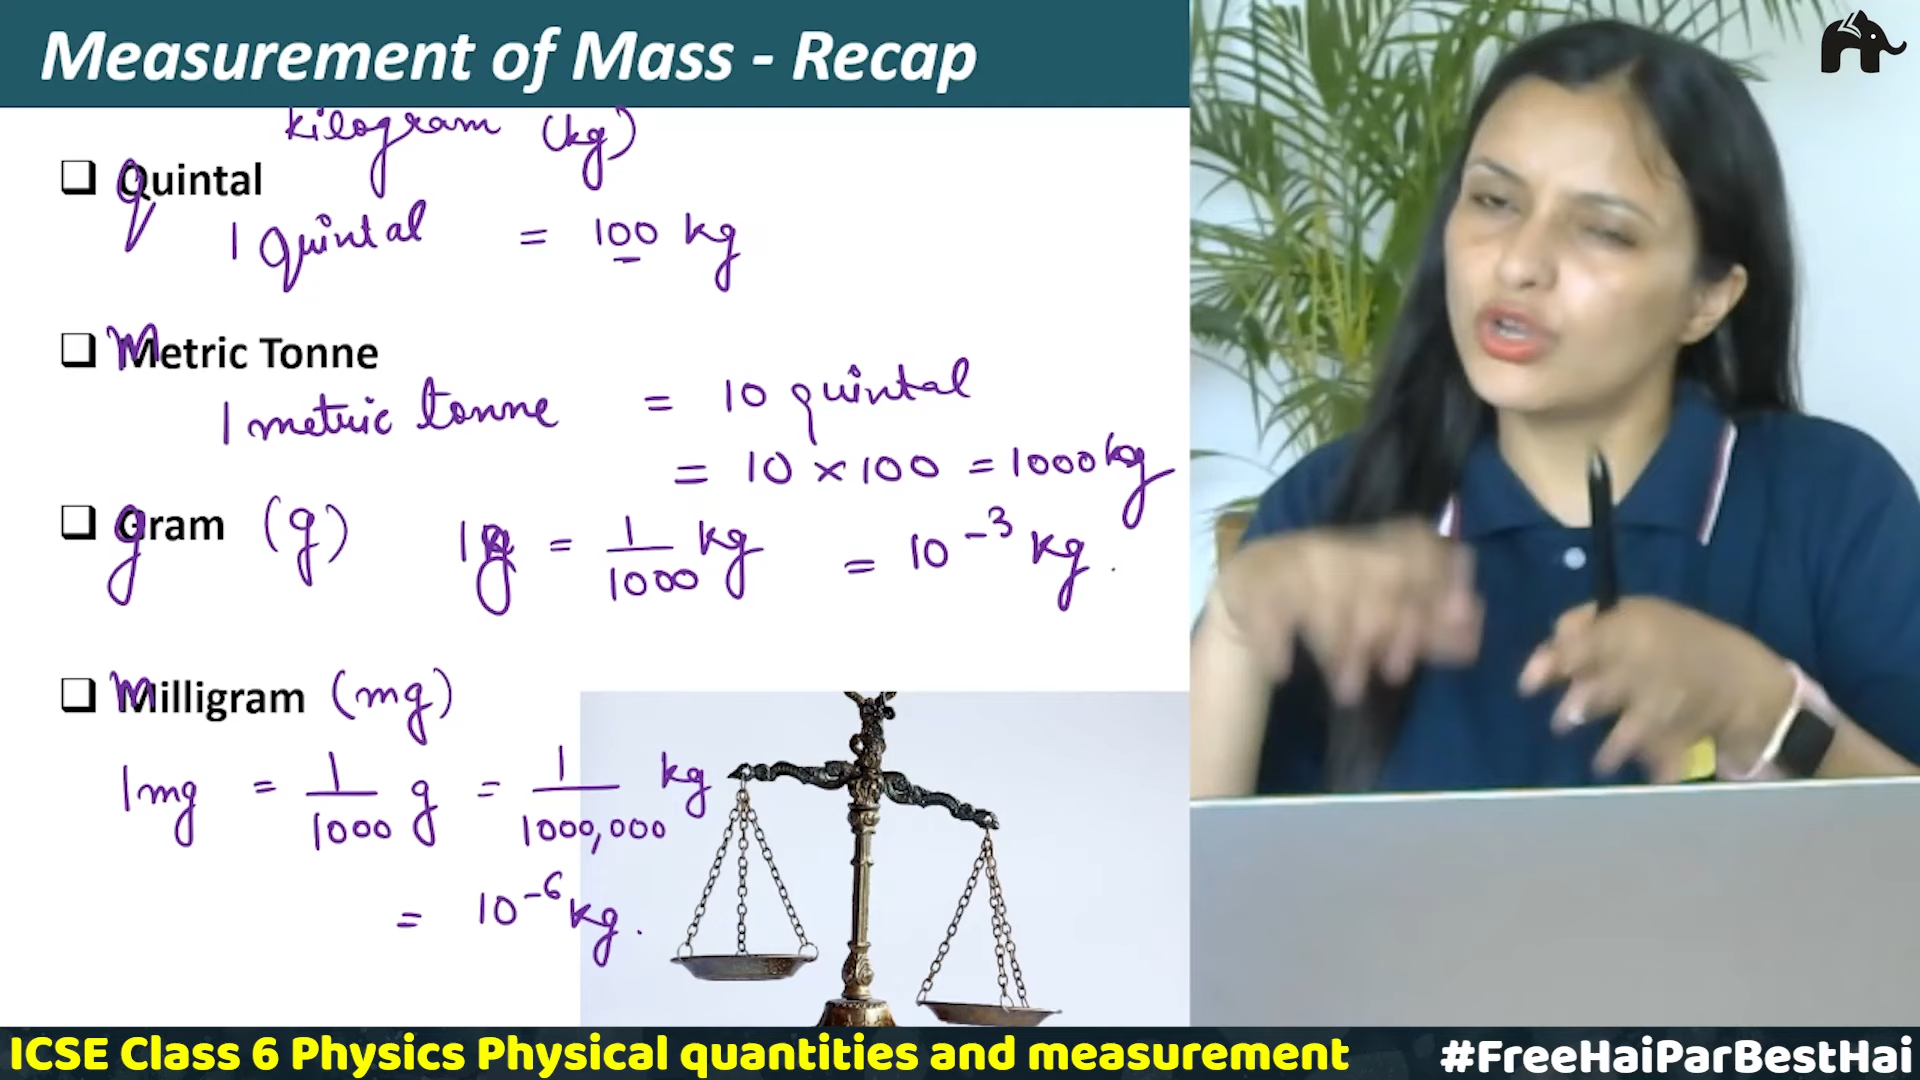 Measurement of Mass - Recap
kilogram (kg)
❑ Quintal
1 quintal = 100 kg
❑ Metric Tonne
1 metric tonne = 10 quintal
= 10 × 100 = 1000 kg
❑ Gram (g) 1g = 1/1000 kg = 10⁻³ kg.
❑ Milligram (mg)
1mg = 1/1000 g = 1/1000,000 kg
= 10⁻⁶ kg.
ICSE Class 6 Physics Physical quantities and measurement
#FreeHaiParBestHai